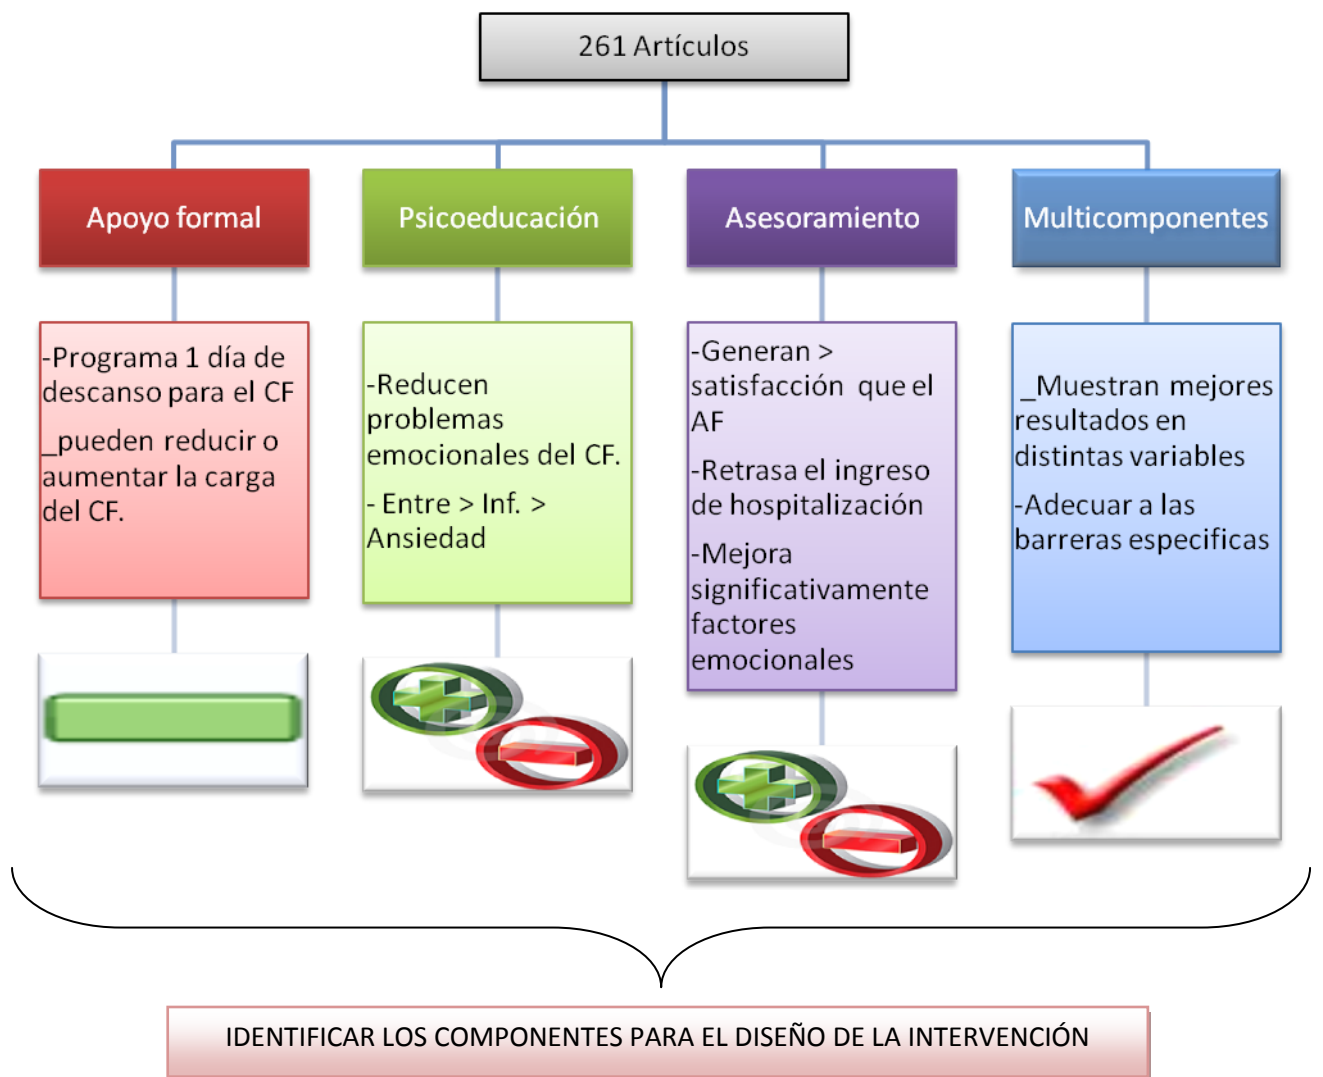 261 Artículos
Apoyo formal
Psicoeducación
Asesoramiento
Multicomponentes
-Programa 1 día de
descanso para el CF
_pueden reducir o
aumentar la carga
del CF.
-Reducen
problemas
emocionales del CF.
- Entre > Inf. >
Ansiedad
-Generan >
satisfacción que el
AF
-Retrasa el ingreso
de hospitalización
-Mejora
significativamente
factores
emocionales
_Muestran mejores
resultados en
distintas variables
-Adecuar a las
barreras especificas
IDENTIFICAR LOS COMPONENTES PARA EL DISEÑO DE LA INTERVENCIÓN